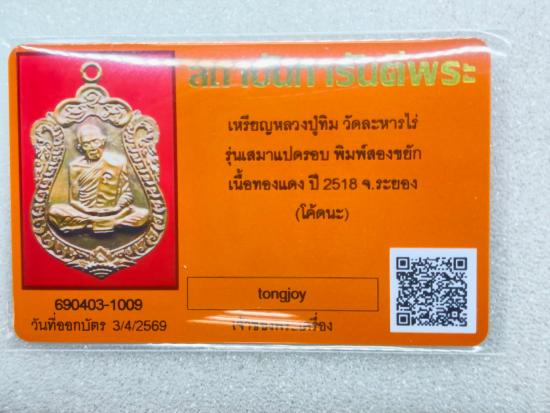 สถาบันการันตีพระ
เหรียญหลวงปู่ทิม วัดละหารไร่
รุ่นเสมาแปดรอบ พิมพ์สองขยัก
เนื้อทองแดง ปี 2518 จ.ระยอง
(โค้ดนะ)
tongjoy
เจ้าของพระเครื่อง
690403-1009
วันที่ออกบัตร 3/4/2569